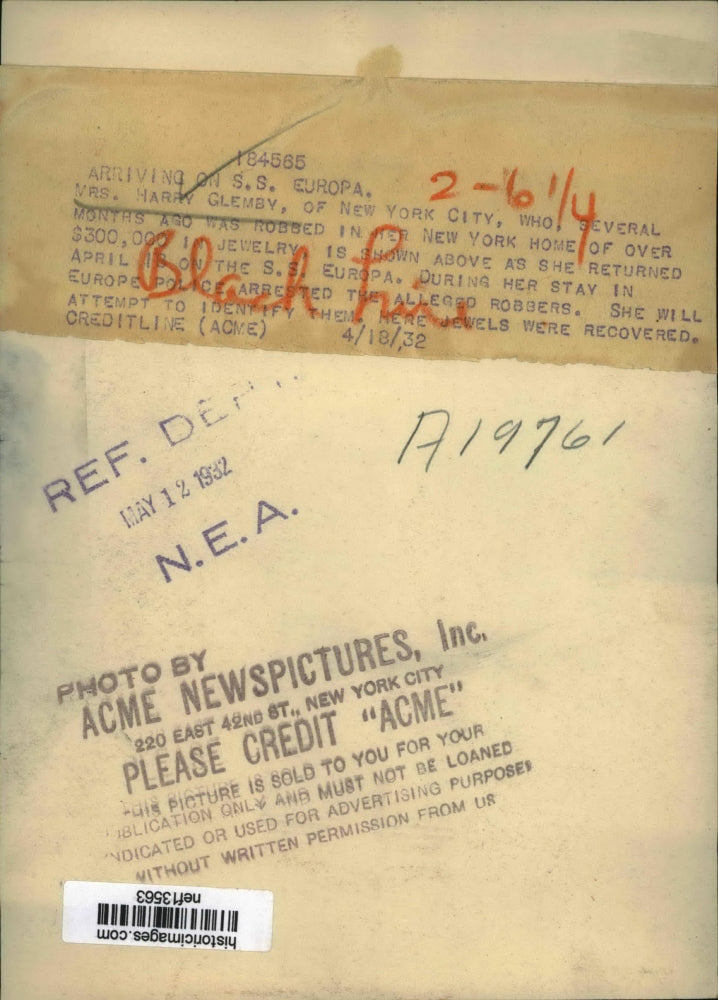 184565
ARRIVING ON S.S. EUROPA.
2-6 1/4
MRS. HARRY GLEMBY, OF NEW YORK CITY, WHO, SEVERAL
MONTHS AGO WAS ROBBED IN HER NEW YORK HOME OF OVER
$300,000 IN JEWELRY, IS SHOWN ABOVE AS SHE RETURNED
APRIL 18 ON THE S.S. EUROPA. DURING HER STAY IN
EUROPE POLICE ARRESTED THE ALLEGED ROBBERS. SHE WILL
ATTEMPT TO IDENTIFY THEM HERE JEWELS WERE RECOVERED.
CREDITLINE (ACME) 4/18/32
Black
A19761
REF. DEPT.
MAY 12 1932
N.E.A.
PHOTO BY
ACME NEWSPICTURES, Inc.
220 EAST 42ND ST., NEW YORK CITY
PLEASE CREDIT "ACME"
THIS PICTURE IS SOLD TO YOU FOR YOUR
PUBLICATION ONLY AND MUST NOT BE LOANED
SYNDICATED OR USED FOR ADVERTISING PURPOSES
WITHOUT WRITTEN PERMISSION FROM US
historicimages.com
neff3563